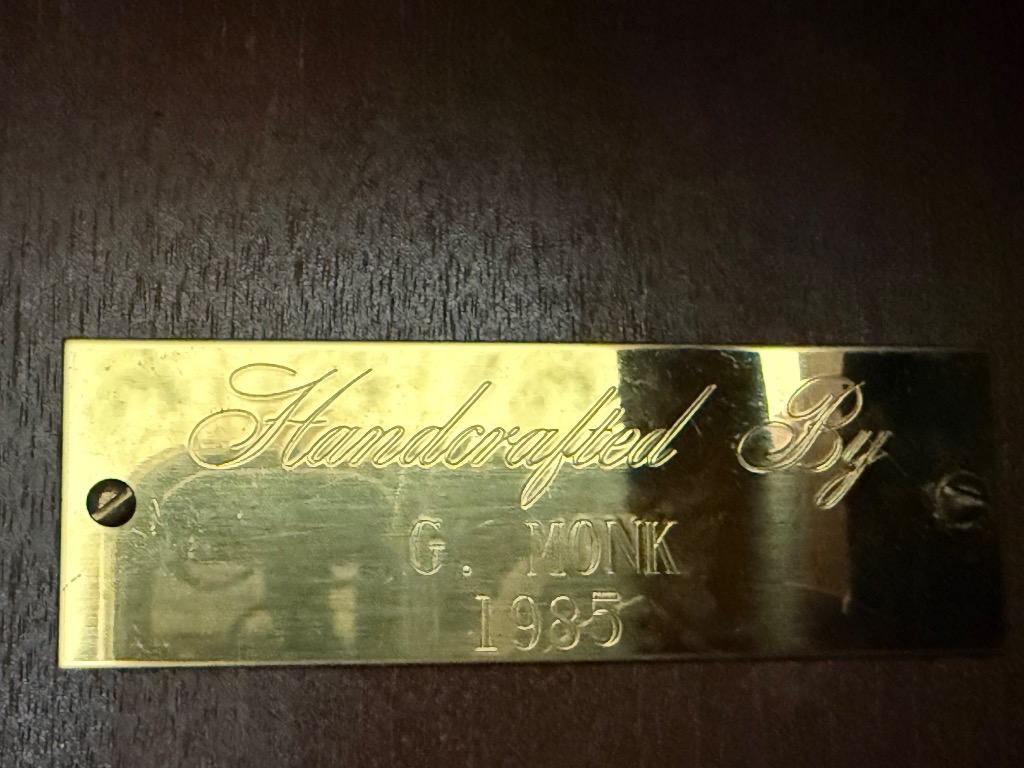 Handcrafted By
G. MONK
1985